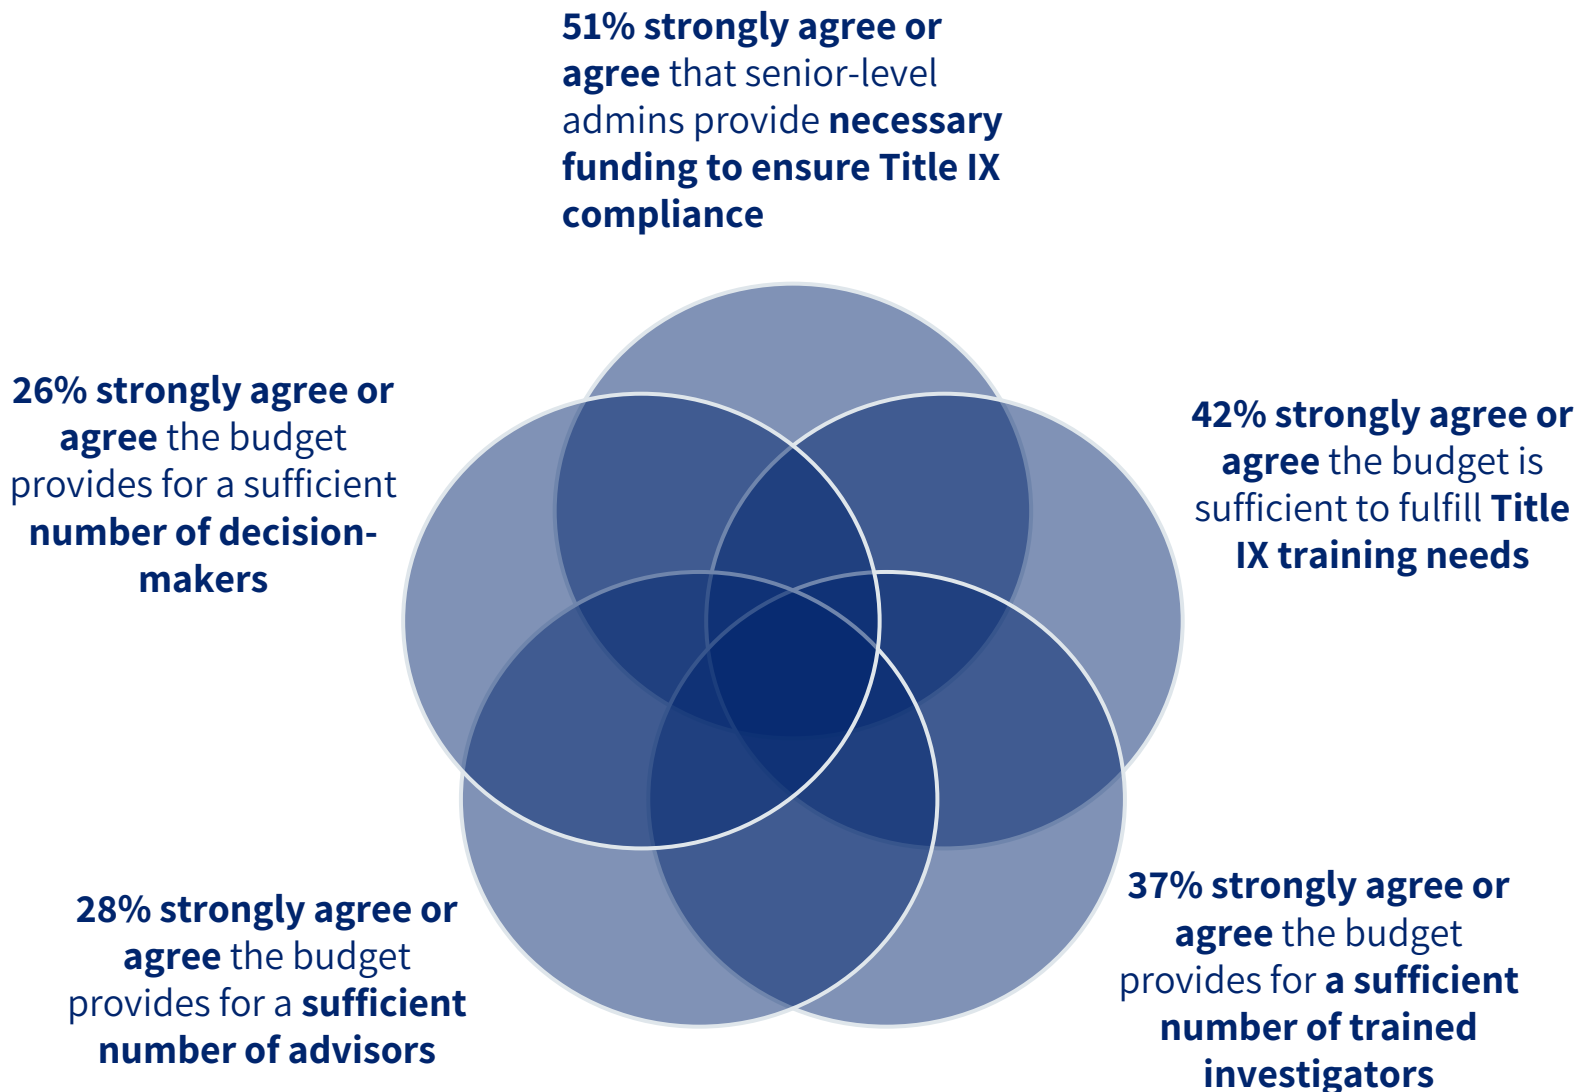 51% strongly agree or
agree that senior-level
admins provide necessary
funding to ensure Title IX
compliance
26% strongly agree or
agree the budget
provides for a sufficient
number of decision-
makers
42% strongly agree or
agree the budget is
sufficient to fulfill Title
IX training needs
28% strongly agree or
agree the budget
provides for a sufficient
number of advisors
37% strongly agree or
agree the budget
provides for a sufficient
number of trained
investigators